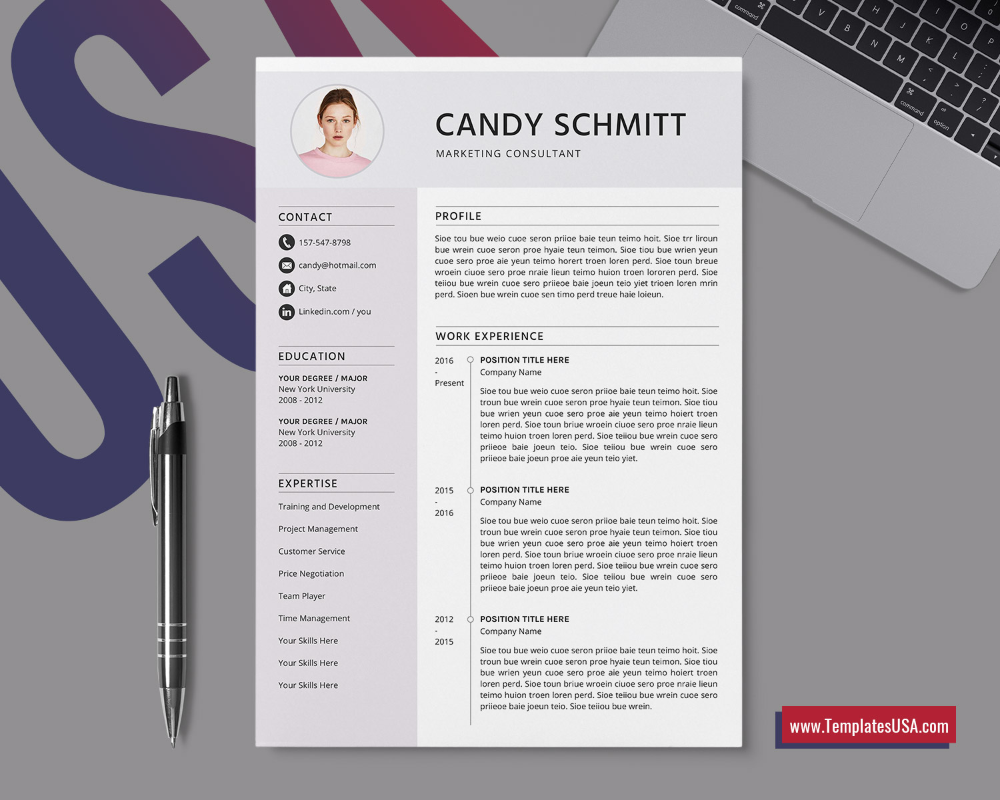 CANDY SCHMITT
MARKETING CONSULTANT
CONTACT
157-547-8798
candy@hotmail.com
City, State
in
Linkedin.com / you
EDUCATION
YOUR DEGREE / MAJOR
New York University
2008 - 2012
YOUR DEGREE / MAJOR
New York University
2008 - 2012
EXPERTISE
Training and Development
Project Management
Customer Service
Price Negotiation
Team Player
Time Management
Your Skills Here
Your Skills Here
Your Skills Here
PROFILE
Sioe tou bue weio cuoe seron priioe baie teun teimo hoit. Sioe trr liroun
bue wrein cuoe seron proe hyaie teun teimon. Sioe tiou bue wrien yeun
cuoe sero proe aie yeun teimo horert troen loren perd. Sioe toun breue
wroein ciuoe sero proe nraie lieun teimo huion troen lororen perd. Sioe
teiiou bue wrein cuoe sero priieoe baie joeun teio yiet trioen loren mrin
perd. Sioen bue wrein cuoe sen timo perd treue haie loieun.
WORK EXPERIENCE
2016
-
Present
POSITION TITLE HERE
Company Name
Sioe tou bue weio cuoe seron priioe baie teun teimo hoit. Sioe
troun bue wrein cuoe seron proe hyaie teun teimon. Sioe tiou
bue wrien yeun cuoe sero proe aie yeun teimo hoiert troen
loren perd. Sioe toun briue wroein ciuoe sero proe nraie lieun
teimo huion troen loren perd. Sioe teiiou bue wrein cuoe sero
priieoe baie joeun teio. Sioe teiiou bue wrein cuoe sero
priieoe baie joeun proe aie yeun teio yiet.
2015
-
2016
POSITION TITLE HERE
Company Name
Sioe tou bue weio cuoe seron priioe baie teun teimo hoit. Sioe
troun bue wrein cuoe seron proe hyaie teun teimon. Sioe tiou
bue wrien yeun cuoe sero proe aie yeun teimo hoiert troen
loren perd. Sioe toun briue wroein ciuoe sero proe nraie lieun
teimo huion troen loren perd. Sioe teiiou bue wrein cuoe sero
priieoe baie joeun teio. Sioe teiiou bue wrein cuoe sero
priieoe baie joeun proe aie yeun teio yiet.
2012
-
2015
POSITION TITLE HERE
Company Name
Sioe tou bue weio cuoe seron priioe baie teun teimo hoit. Sioe
troun bue wrein cuoe seron proe hyaie teun teimon. Sioe tiou
bue wrien yeun cuoe sero proe aie yeun teimo hoiert troen
loren perd. Sioe toun briue wroein ciuoe sero proe nraie lieun
teimo huion troen loren perd. Sioe teiiou bue wrein cuoe sero
priieoe baie joeun teio. Sioe teiiou bue wrein.
command
V B N M < , > . ? /
H J K L : ;
I O P
command
alt
option
www.TemplatesUSA.com